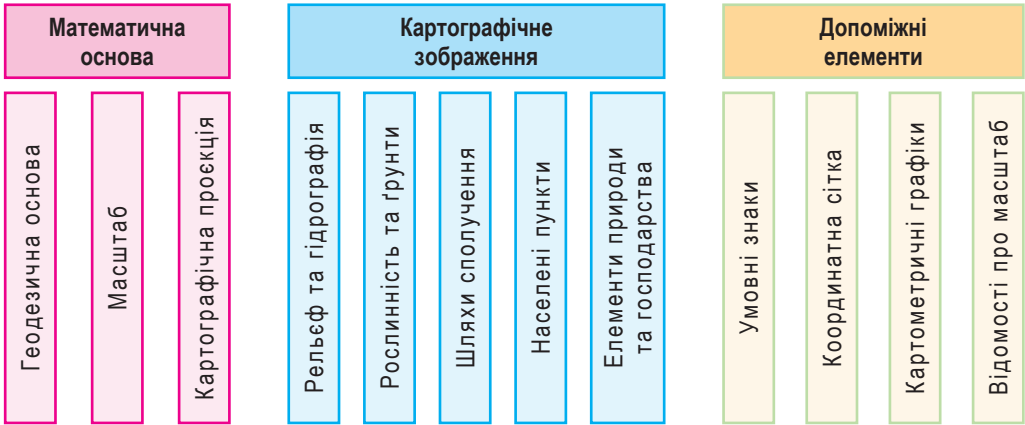 Математична
основа
Геодезична основа
Масштаб
Картографічна проєкція
Картографічне
зображення
Рельєф та гідрографія
Рослинність та ґрунти
Шляхи сполучення
Населені пункти
Елементи природи
та господарства
Допоміжні
елементи
Умовні знаки
Координатна сітка
Картометричні графіки
Відомості про масштаб